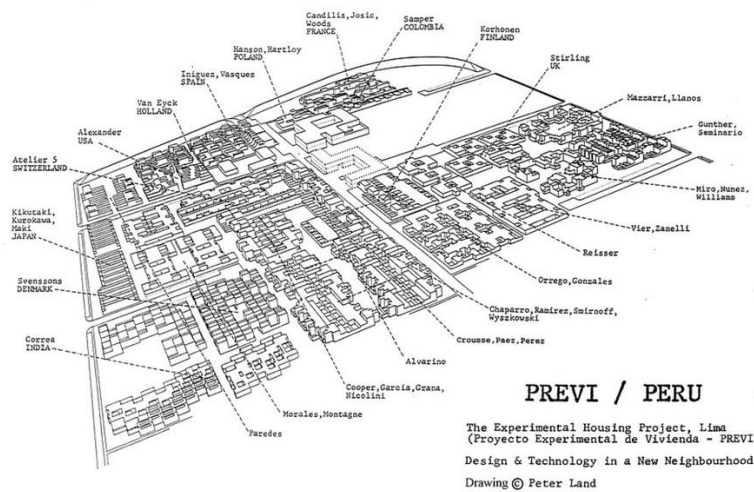 Candilis,Josic,
Woods
FRANCE
Samper
COLOMBIA
Hanson,Hartloy
POLAND
Korhonen
FINLAND
Iniguez,Vasquez
SPAIN
Stirling
UK
Van Eyck
HOLLAND
Mazzarri,Llanos
Alexander
USA
Gunther,
Seminario
Atelier 5
SWITZERLAND
Miro,Nunez,
Williams
Kikutaki,
Kurokawa,
Maki
JAPAN
Vier,Zanelli
Reisser
Svenssons
DENMARK
Orrego,Gonzales
Chaparro,Ramirez,Smirnoff,
Wyszkowski
Correa
INDIA
Crousse,Paez,Perez
Alvarino
Cooper,Garcia,Grana,
Nicolini
Morales,Montagne
Paredes
PREVI / PERU
The Experimental Housing Project, Lima
(Proyecto Experimental de Vivienda - PREVI
Design & Technology in a New Neighbourhood
Drawing © Peter Land